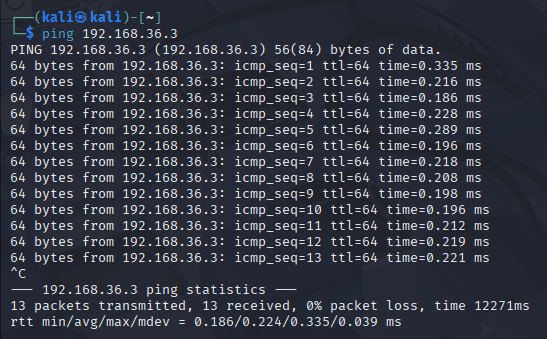 ┌──(kali㉿kali)-[~]
└─$ ping 192.168.36.3
PING 192.168.36.3 (192.168.36.3) 56(84) bytes of data.
64 bytes from 192.168.36.3: icmp_seq=1 ttl=64 time=0.335 ms
64 bytes from 192.168.36.3: icmp_seq=2 ttl=64 time=0.216 ms
64 bytes from 192.168.36.3: icmp_seq=3 ttl=64 time=0.186 ms
64 bytes from 192.168.36.3: icmp_seq=4 ttl=64 time=0.228 ms
64 bytes from 192.168.36.3: icmp_seq=5 ttl=64 time=0.289 ms
64 bytes from 192.168.36.3: icmp_seq=6 ttl=64 time=0.196 ms
64 bytes from 192.168.36.3: icmp_seq=7 ttl=64 time=0.218 ms
64 bytes from 192.168.36.3: icmp_seq=8 ttl=64 time=0.208 ms
64 bytes from 192.168.36.3: icmp_seq=9 ttl=64 time=0.198 ms
64 bytes from 192.168.36.3: icmp_seq=10 ttl=64 time=0.196 ms
64 bytes from 192.168.36.3: icmp_seq=11 ttl=64 time=0.212 ms
64 bytes from 192.168.36.3: icmp_seq=12 ttl=64 time=0.219 ms
64 bytes from 192.168.36.3: icmp_seq=13 ttl=64 time=0.221 ms
^C
--- 192.168.36.3 ping statistics ---
13 packets transmitted, 13 received, 0% packet loss, time 12271ms
rtt min/avg/max/mdev = 0.186/0.224/0.335/0.039 ms